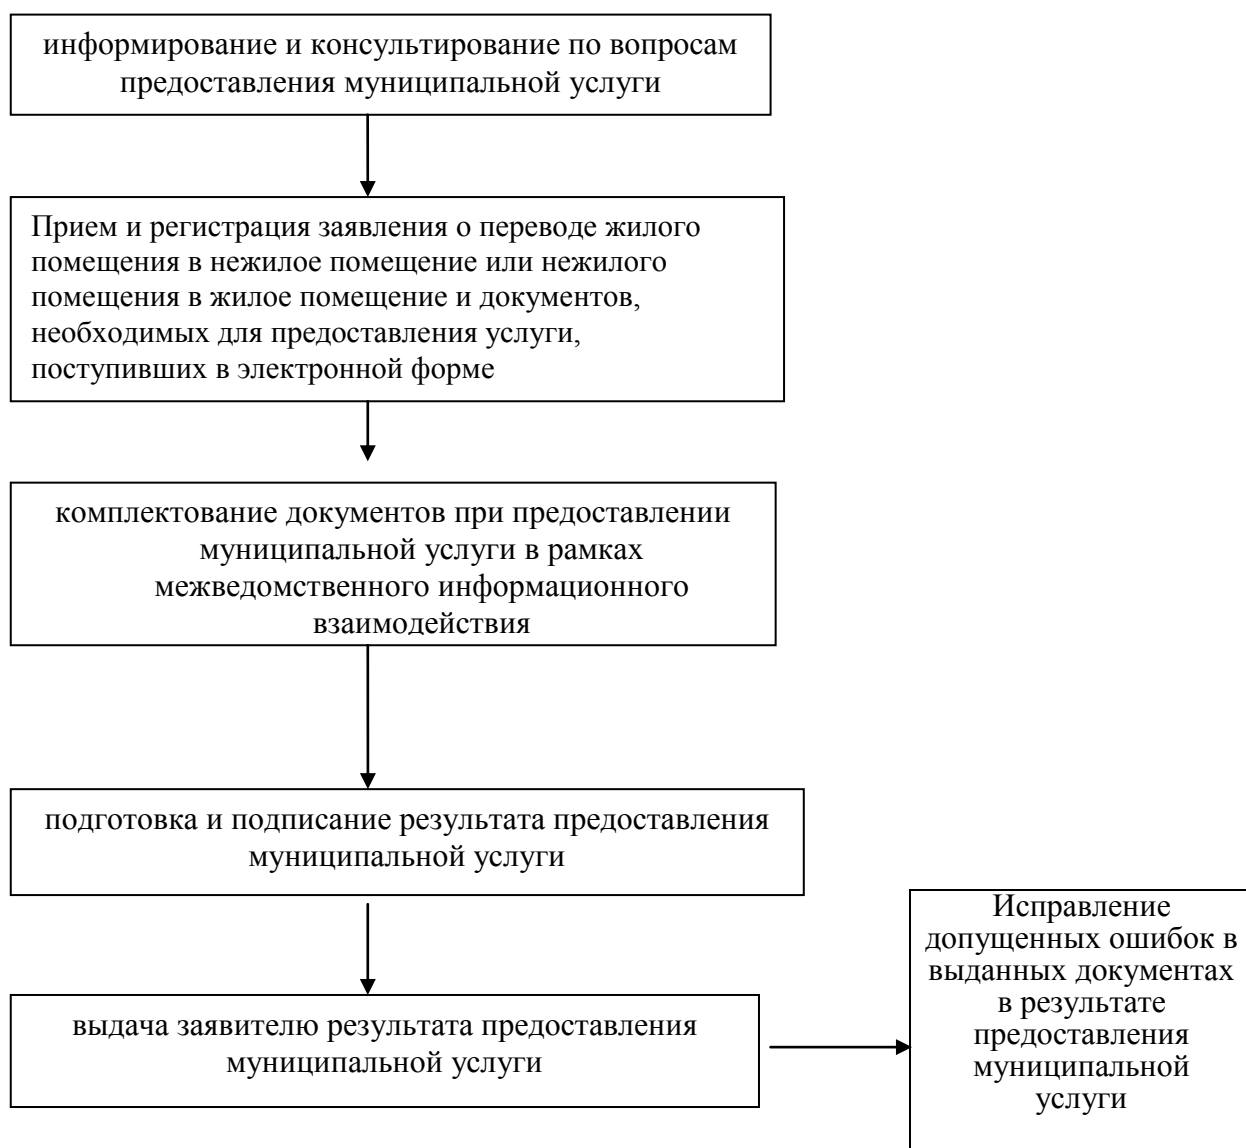 информирование и консультирование по вопросам
предоставления муниципальной услуги
Прием и регистрация заявления о переводе жилого
помещения в нежилое помещение или нежилого
помещения в жилое помещение и документов,
необходимых для предоставления услуги,
поступивших в электронной форме
комплектование документов при предоставлении
муниципальной услуги в рамках
межведомственного информационного
взаимодействия
подготовка и подписание результата предоставления
муниципальной услуги
выдача заявителю результата предоставления
муниципальной услуги
Исправление
допущенных ошибок в
выданных документах
в результате
предоставления
муниципальной
услуги